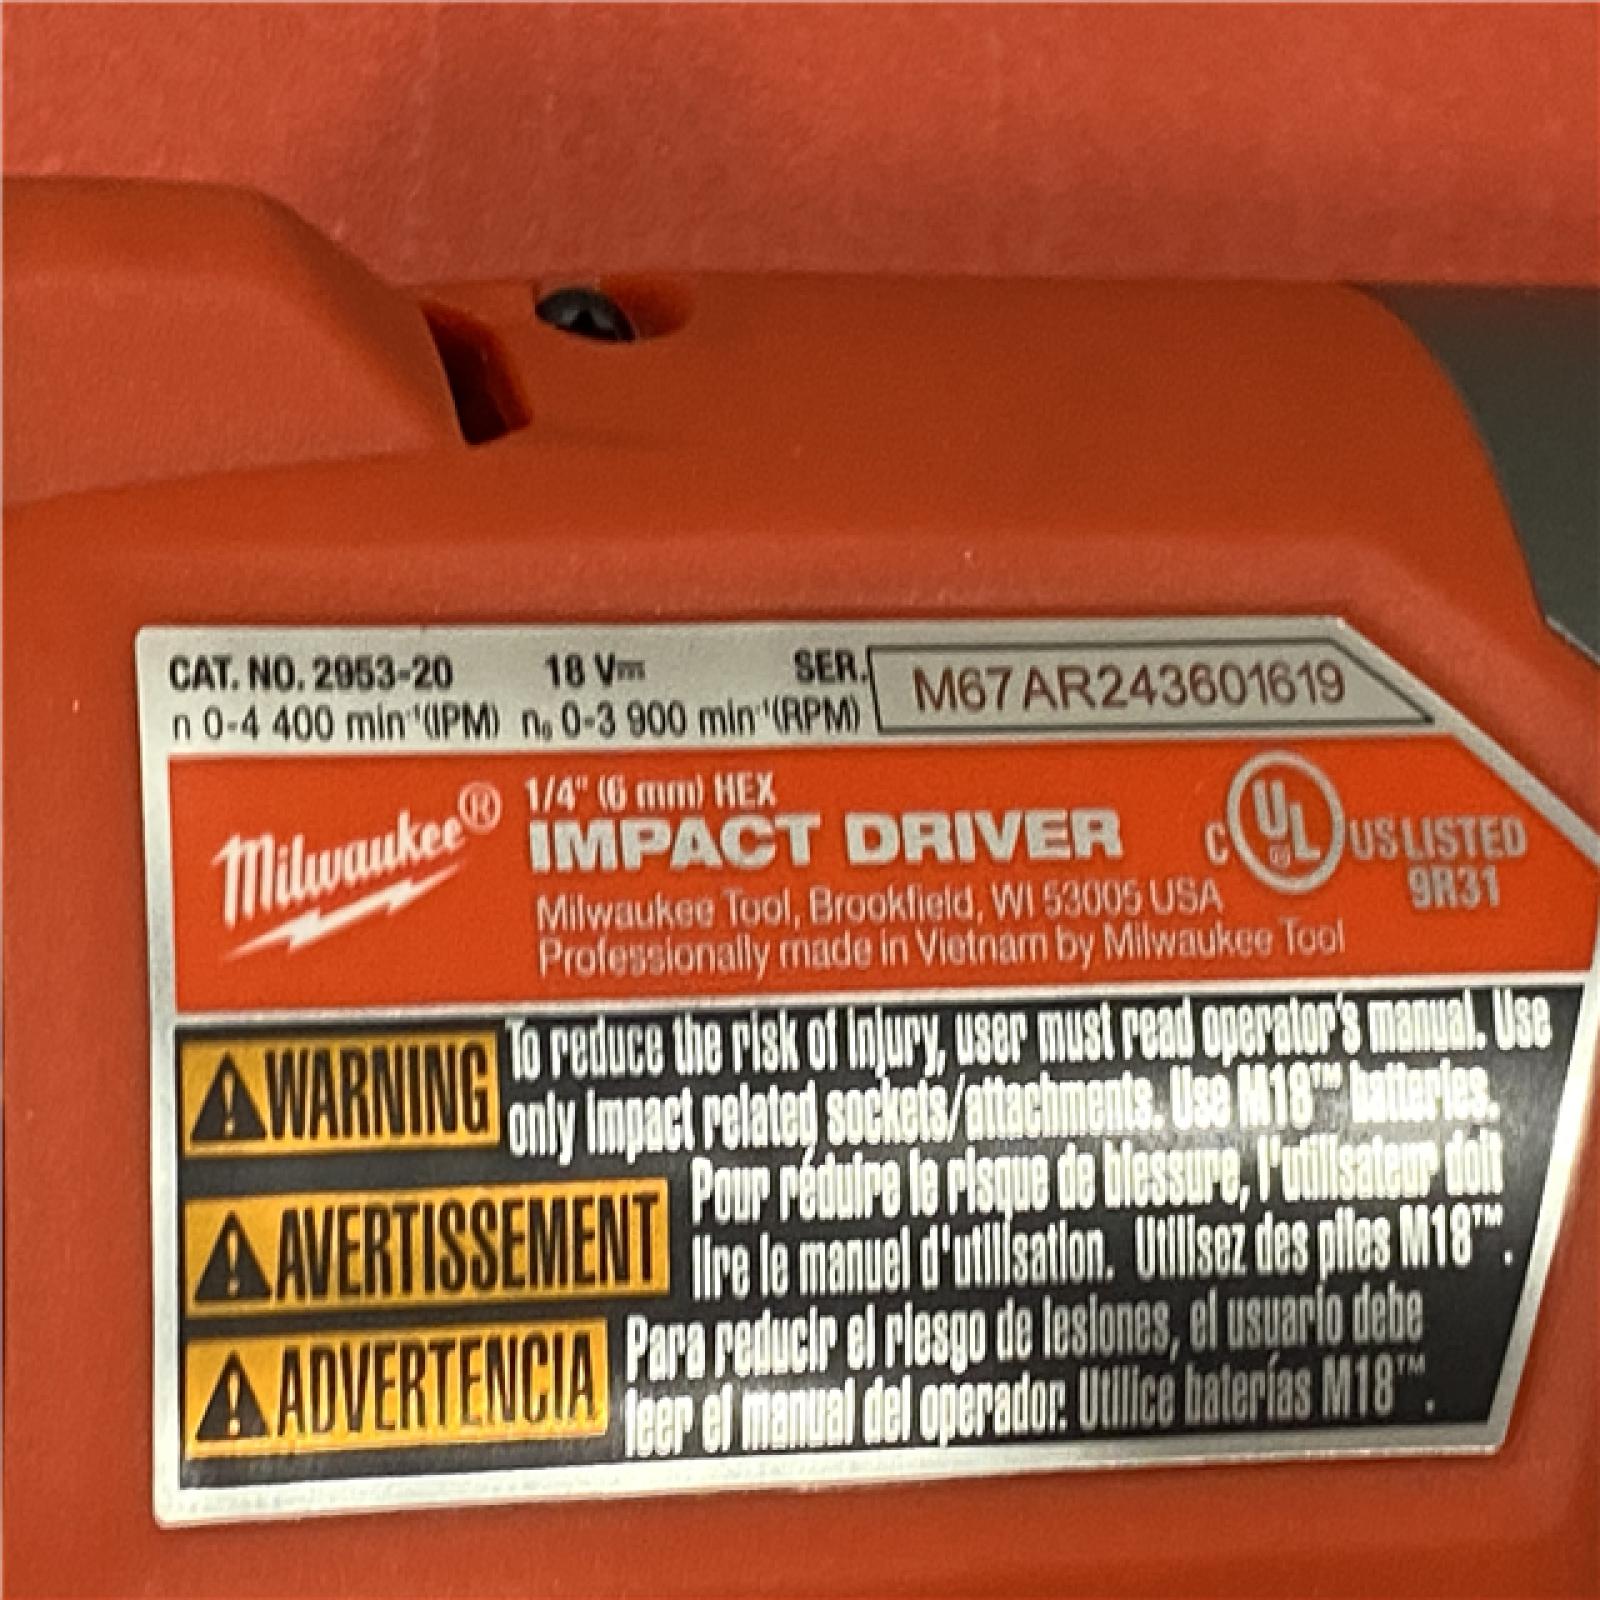 CAT. NO. 2953-20 18 V⎓ SER. M67AR243601619
n 0-4 400 min⁻¹(IPM) n₀ 0-3 900 min⁻¹(RPM)
Milwaukee®
1/4" (6 mm) HEX
IMPACT DRIVER
Milwaukee Tool, Brookfield, WI 53005 USA
Professionally made in Vietnam by Milwaukee Tool
C UL® US LISTED
9R31
WARNING To reduce the risk of injury, user must read operator's manual. Use
only impact related sockets/attachments. Use M18™ batteries.
AVERTISSEMENT Pour réduire le risque de blessure, l'utilisateur doit
lire le manuel d'utilisation. Utilisez des piles M18™.
ADVERTENCIA Para reducir el riesgo de lesiones, el usuario debe
leer el manual del operador. Utilice baterías M18™.